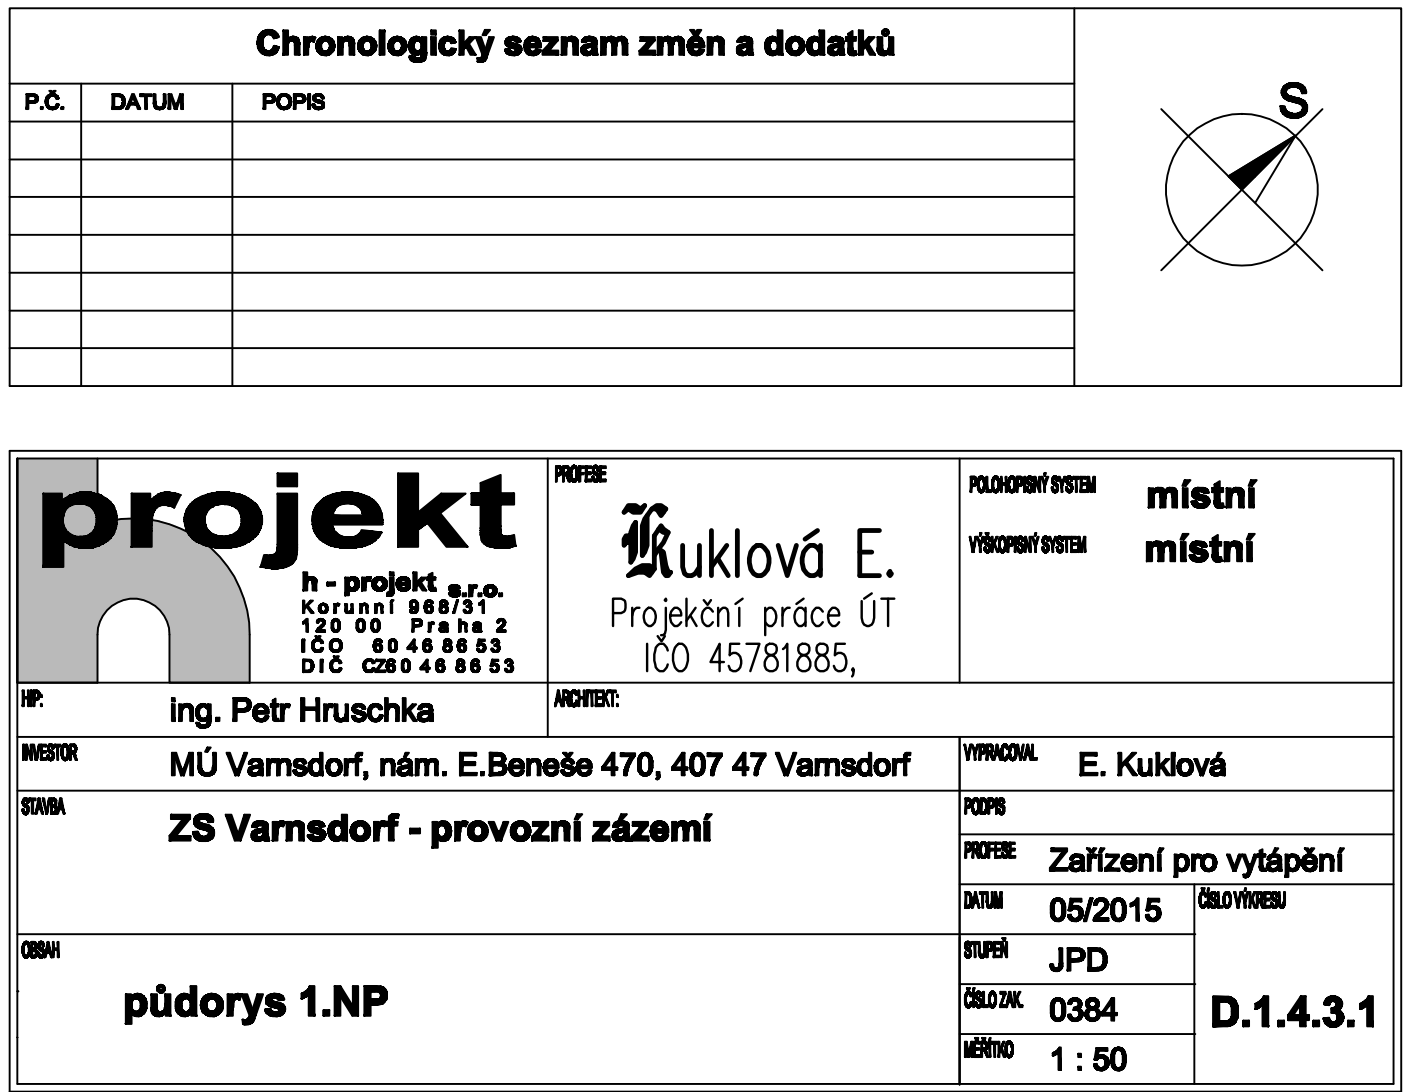 Chronologický seznam změn a dodatků
P.Č. DATUM POPIS
S
projekt
h - projekt s.r.o.
Korunní 968/31
120 00 Praha 2
IČO 60 46 86 53
DIČ CZ60 46 86 53
PROFESE
Kuklová E.
Projekční práce ÚT
IČO 45781885,
POLOHOPISNÝ SYSTEM místní
VÝŠKOPISNÝ SYSTEM místní
HIP: ing. Petr Hruschka
ARCHITEKT:
INVESTOR MÚ Varnsdorf, nám. E.Beneše 470, 407 47 Varnsdorf
VYPRACOVAL E. Kuklová
STAVBA ZS Varnsdorf - provozní zázemí
PODPIS
PROFESE Zařízení pro vytápění
DATUM 05/2015
ČÍSLO VÝKRESU
OBSAH
STUPEŇ JPD
půdorys 1.NP
ČÍSLO ZAK. 0384
D.1.4.3.1
MĚŘÍTKO 1 : 50